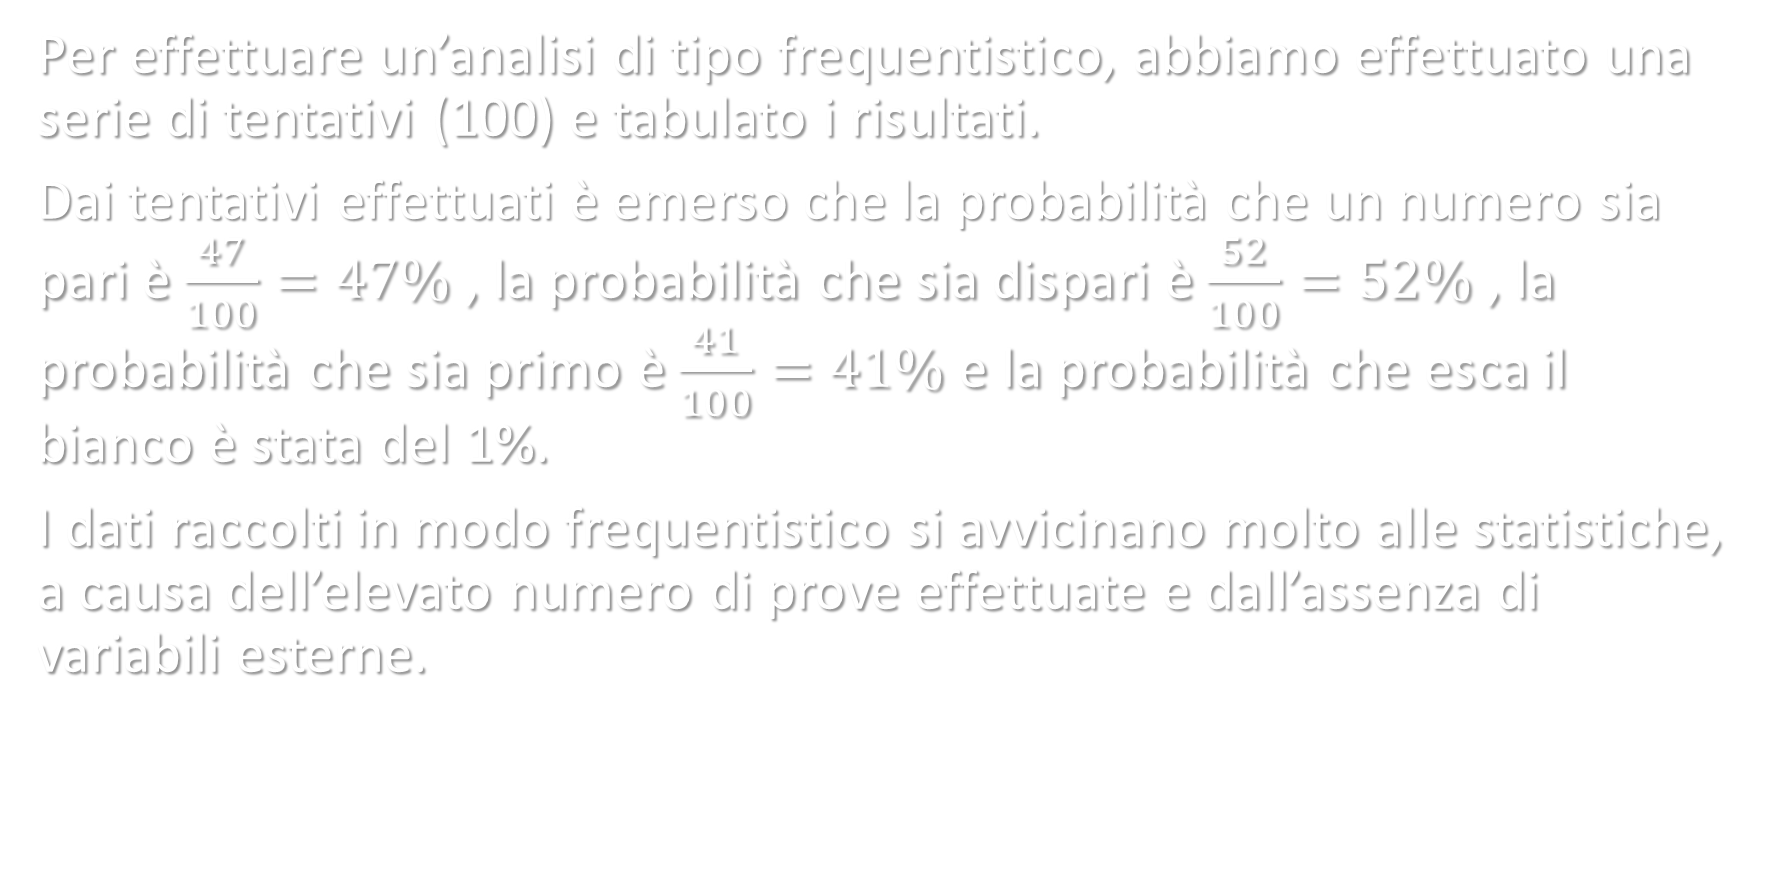 Per effettuare un’analisi di tipo frequentistico, abbiamo effettuato una
serie di tentativi (100) e tabulato i risultati.
Dai tentativi effettuati è emerso che la probabilità che un numero sia
pari è 47/100 = 47% , la probabilità che sia dispari è 52/100 = 52% , la
probabilità che sia primo è 41/100 = 41% e la probabilità che esca il
bianco è stata del 1%.
I dati raccolti in modo frequentistico si avvicinano molto alle statistiche,
a causa dell’elevato numero di prove effettuate e dall’assenza di
variabili esterne.